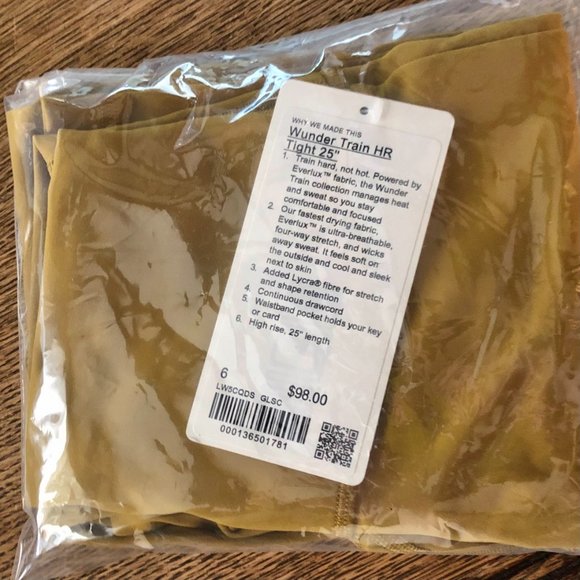 WHY WE MADE THIS
Wunder Train HR
Tight 25"
1. Train hard, not hot. Powered by
Everlux™ fabric, the Wunder
Train collection manages heat
and sweat so you stay
comfortable and focused
2. Our fastest drying fabric,
Everlux™ is ultra-breathable,
four-way stretch, and wicks
away sweat. It feels soft on
the outside and cool and sleek
next to skin
3. Added Lycra® fibre for stretch
and shape retention
4. Continuous drawcord
5. Waistband pocket holds your key
or card
6. High rise, 25" length
6 $98.00
LW5CQDS GLSC
000136501781